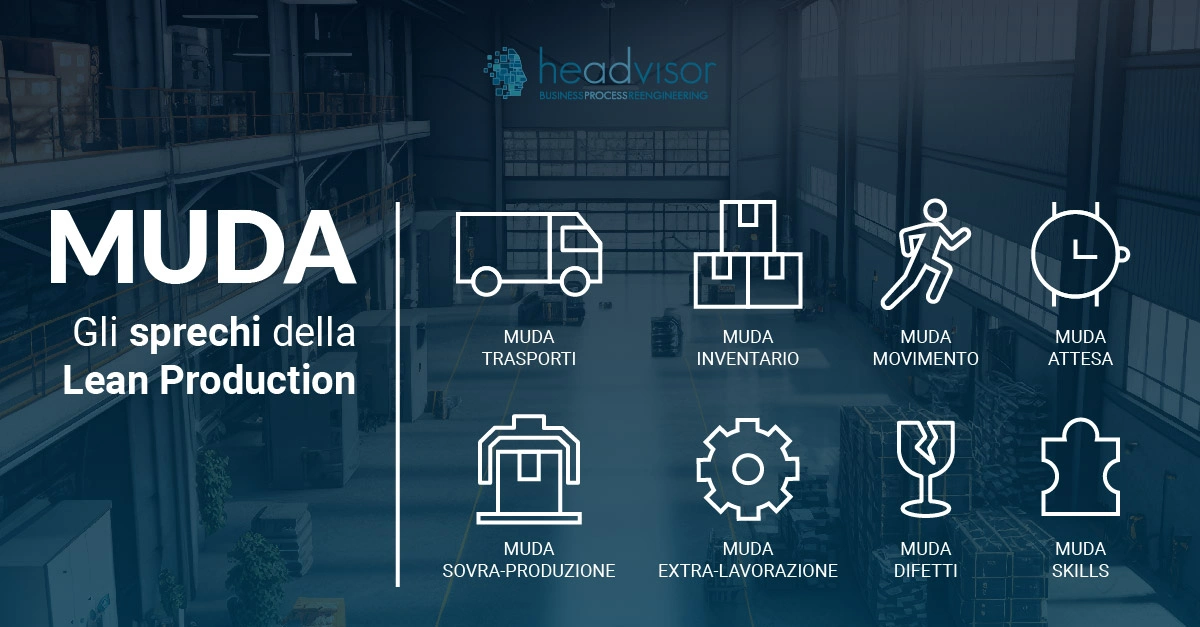 headvisor
BUSINESSPROCESSREENGINEERING
MUDA
Gli sprechi della
Lean Production
MUDA
TRASPORTI
MUDA
INVENTARIO
MUDA
MOVIMENTO
MUDA
ATTESA
MUDA
SOVRA-PRODUZIONE
MUDA
EXTRA-LAVORAZIONE
MUDA
DIFETTI
MUDA
SKILLS